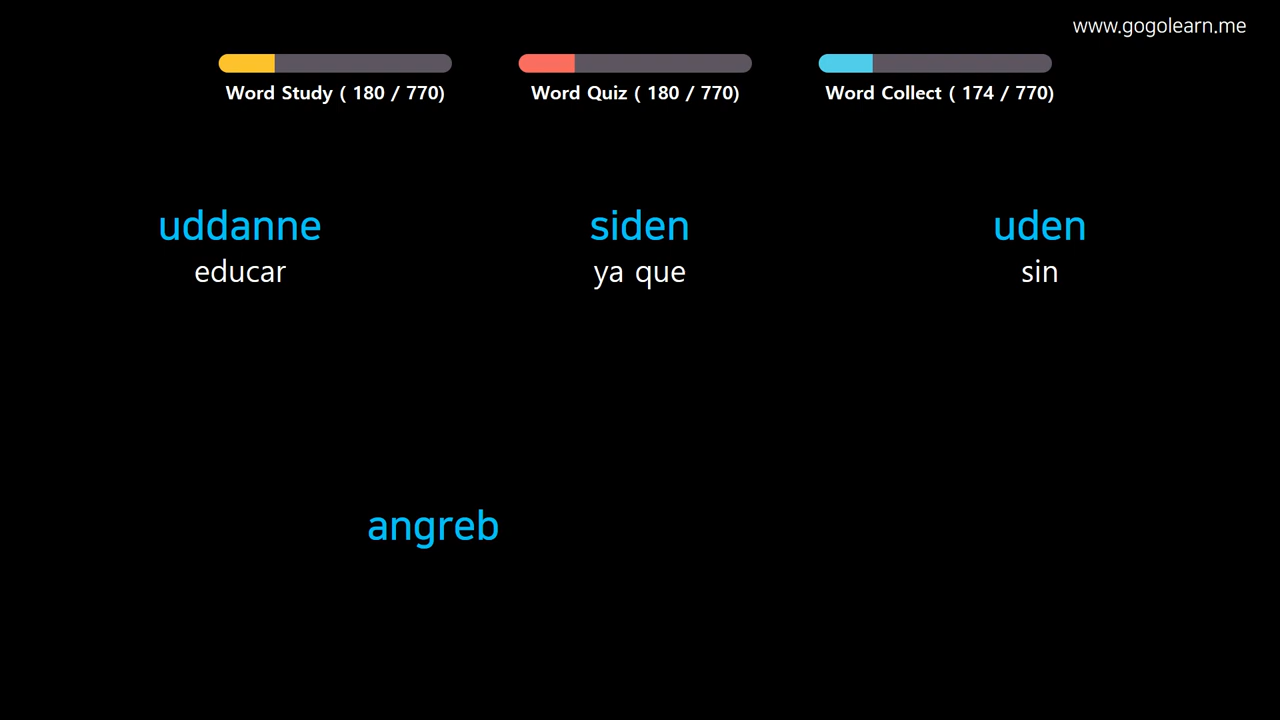 www.gogolearn.me
Word Study ( 180 / 770)
Word Quiz ( 180 / 770)
Word Collect ( 174 / 770)
uddanne
siden
uden
educar
ya que
sin
angreb